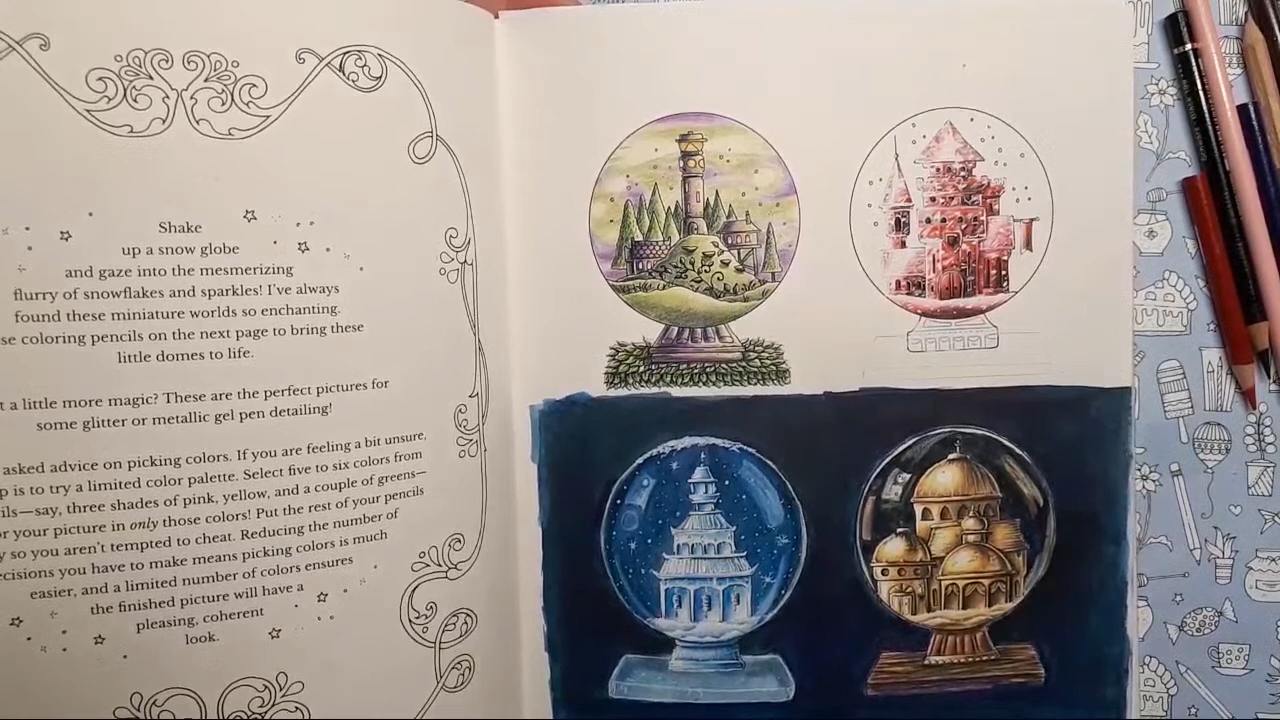 Shake
up a snow globe
and gaze into the mesmerizing
flurry of snowflakes and sparkles! I've always
found these miniature worlds so enchanting.
se coloring pencils on the next page to bring these
little domes to life.
t a little more magic? These are the perfect pictures for
some glitter or metallic gel pen detailing!
asked advice on picking colors. If you are feeling a bit unsure,
p is to try a limited color palette. Select five to six colors from
ils—say, three shades of pink, yellow, and a couple of greens—
or your picture in only those colors! Put the rest of your pencils
y so you aren't tempted to cheat. Reducing the number of
cisions you have to make means picking colors is much
easier, and a limited number of colors ensures
the finished picture will have a
pleasing, coherent
look.